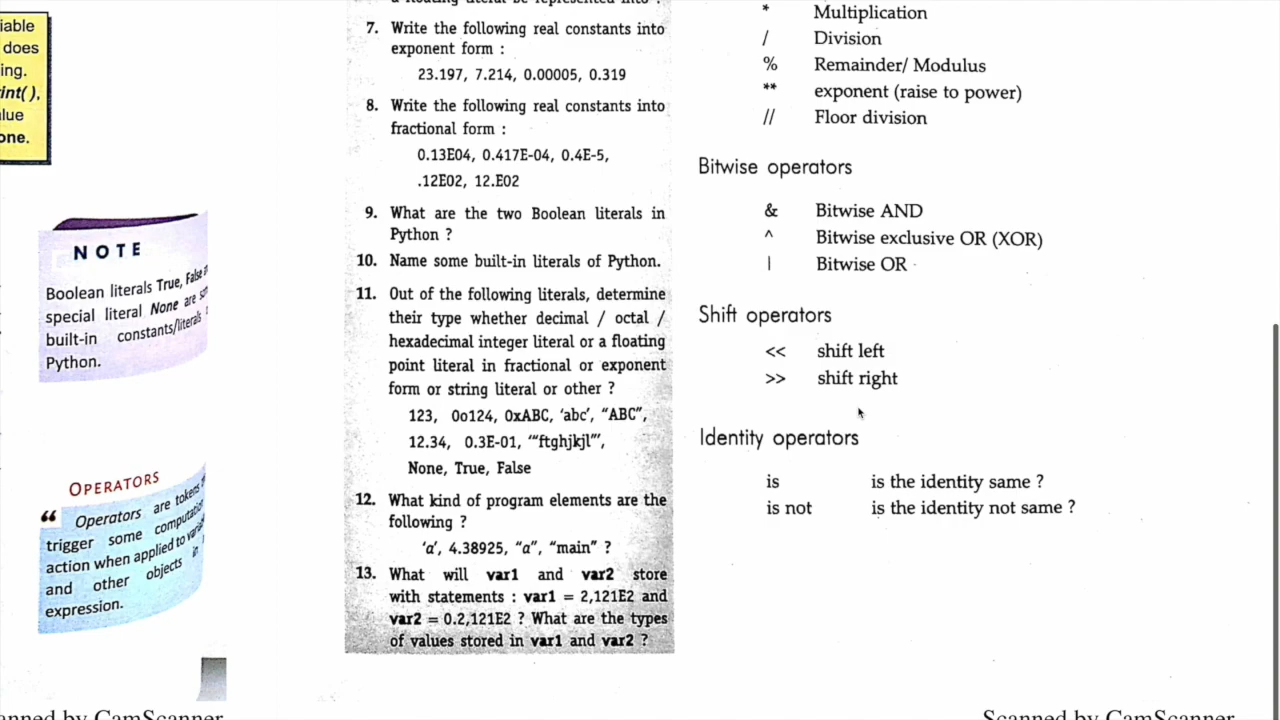 iable
does
ing.
int(),
lue
one.
NOTE
Boolean literals True, False
special literal None are
built-in constants/literals
Python.
OPERATORS
“ Operators are tokens
trigger some computation
action when applied to
and other objects in
expression.
7. Write the following real constants into
exponent form :
23.197, 7.214, 0.00005, 0.319
8. Write the following real constants into
fractional form :
0.13E04, 0.417E-04, 0.4E-5,
.12E02, 12.E02
9. What are the two Boolean literals in
Python ?
10. Name some built-in literals of Python.
11. Out of the following literals, determine
their type whether decimal / octal /
hexadecimal integer literal or a floating
point literal in fractional or exponent
form or string literal or other ?
123, 0o124, 0xABC, 'abc', “ABC”,
12.34, 0.3E-01, “‘ftghjkjl’”,
None, True, False
12. What kind of program elements are the
following ?
'a', 4.38925, “a”, “main” ?
13. What will var1 and var2 store
with statements : var1 = 2,121E2 and
var2 = 0.2,121E2 ? What are the types
of values stored in var1 and var2 ?
* Multiplication
/ Division
% Remainder/ Modulus
** exponent (raise to power)
// Floor division
Bitwise operators
& Bitwise AND
^ Bitwise exclusive OR (XOR)
| Bitwise OR
Shift operators
<< shift left
>> shift right
Identity operators
is is the identity same ?
is not is the identity not same ?
anned by CamScanner
Scanned by CamScanner